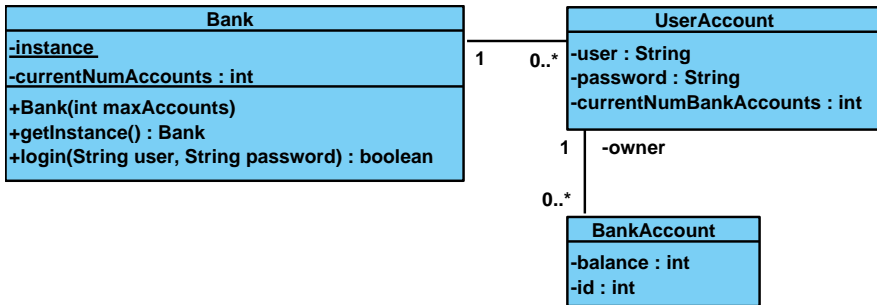 Bank
-instance
-currentNumAccounts : int
+Bank(int maxAccounts)
+getInstance() : Bank
+login(String user, String password) : boolean
1
0..*
UserAccount
-user : String
-password : String
-currentNumBankAccounts : int
1
-owner
0..*
BankAccount
-balance : int
-id : int